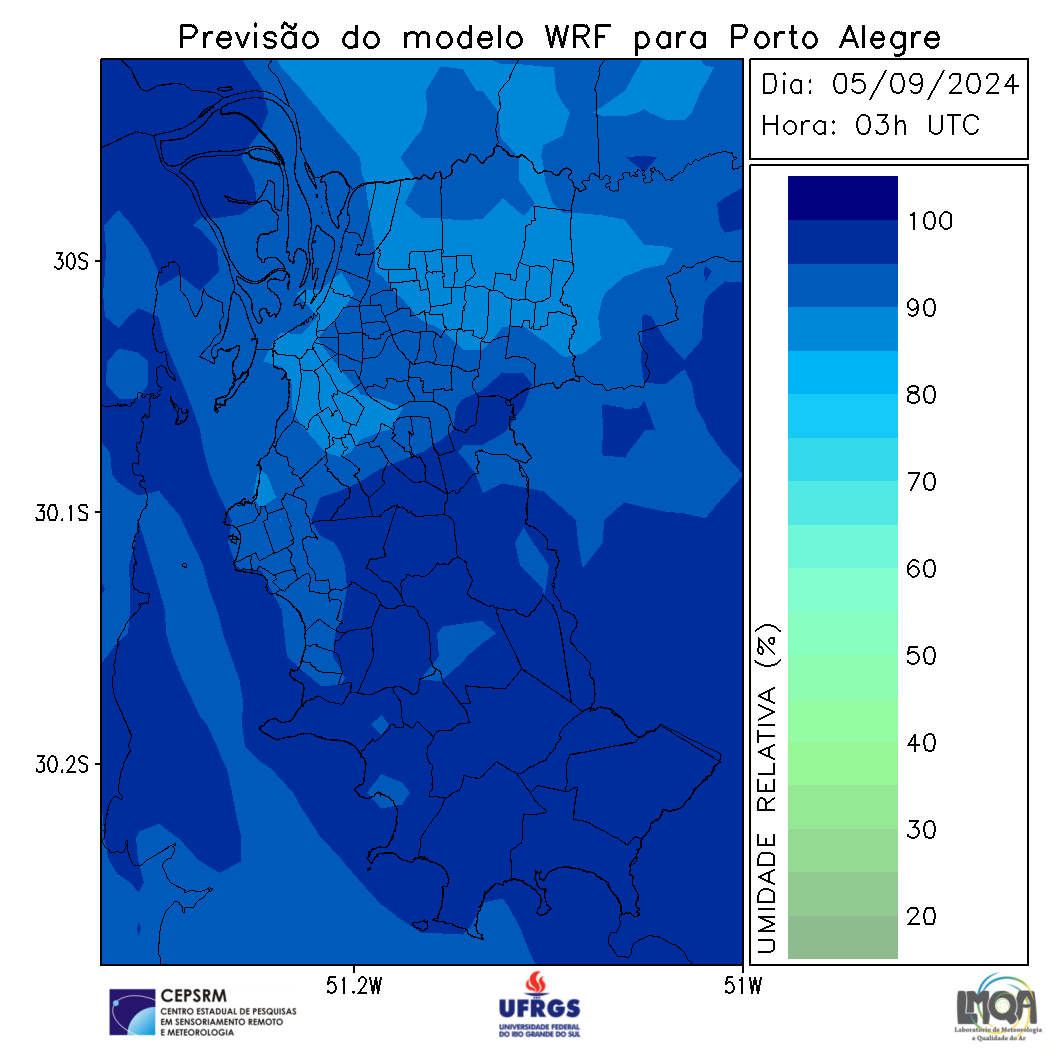 Previsão do modelo WRF para Porto Alegre
Dia: 05/09/2024
Hora: 03h UTC
100
90
80
70
60
50
40
30
20
UMIDADE RELATIVA (%)
30S
30.1S
30.2S
51.2W
51W
CEPSRM
CENTRO ESTADUAL DE PESQUISAS
EM SENSORIAMENTO REMOTO
E METEOROLOGIA
UFRGS
UNIVERSIDADE FEDERAL
DO RIO GRANDE DO SUL
LMQA
Laboratório de Meteorologia
e Qualidade do Ar